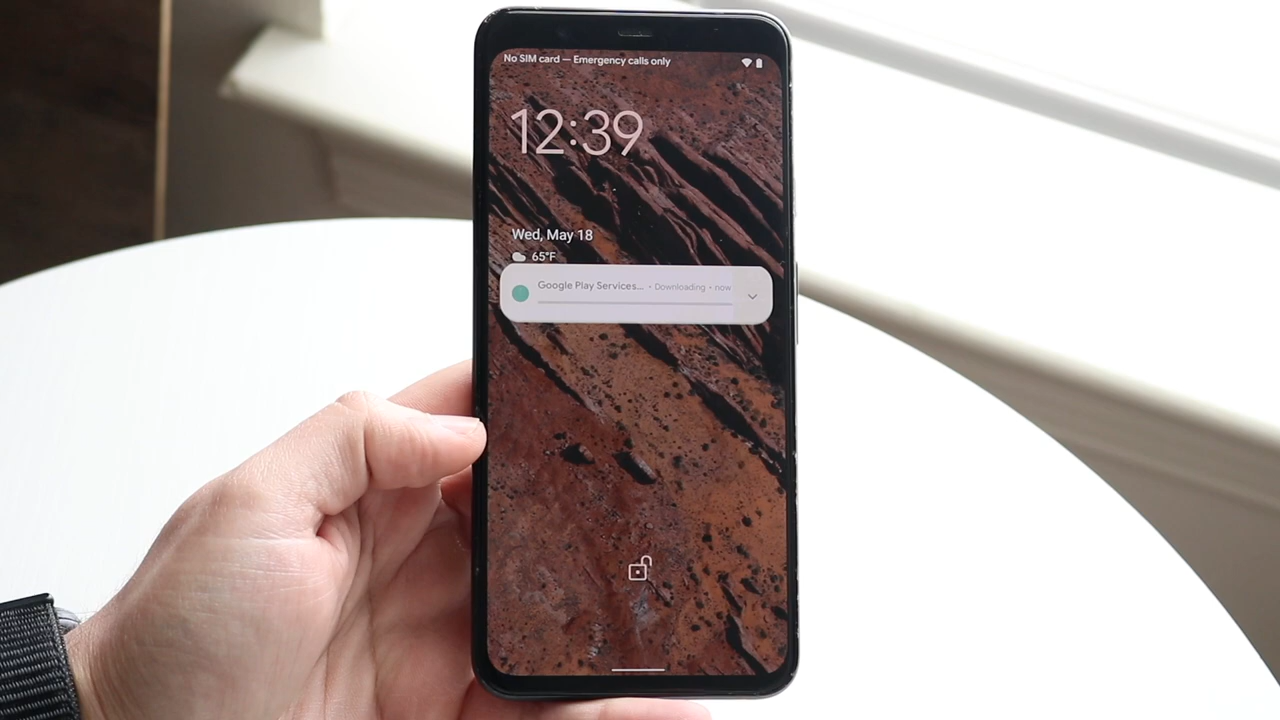 No SIM card — Emergency calls only
12:39
Wed, May 18
65°F
Google Play Services... • Downloading • now